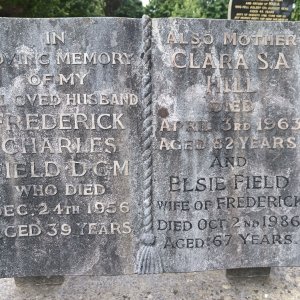 IN
LOVING MEMORY
OF MY
BELOVED HUSBAND
FREDERICK
CHARLES
FIELD D.C.M
WHO DIED
DEC. 24TH 1956
AGED 39 YEARS
ALSO MOTHER
CLARA S.A
DIED
APRIL 3RD 1963
AGED 82 YEARS
AND
ELSIE FIELD
WIFE OF FREDERICK
DIED OCT 2ND 1986
AGED 67 YEARS